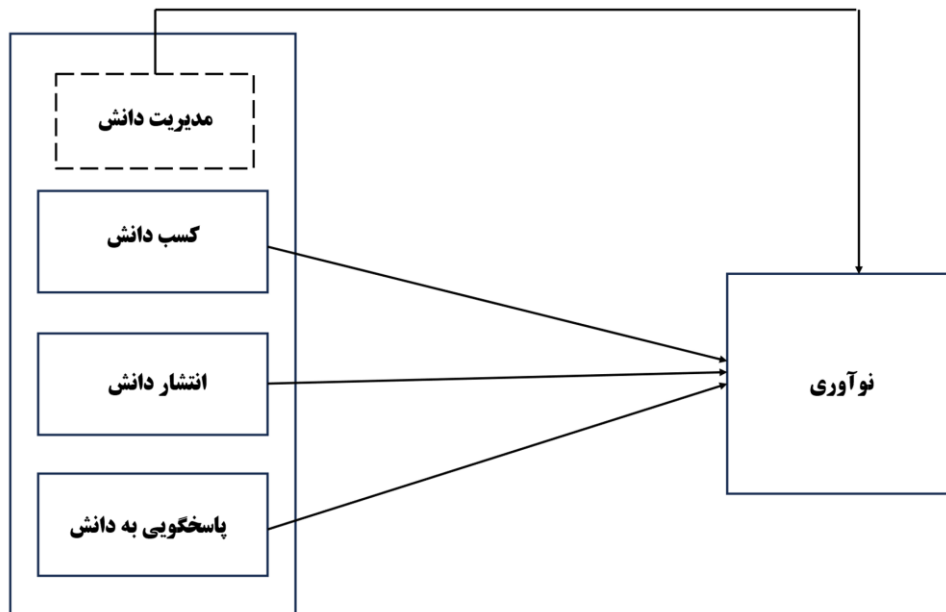 مدیریت دانش
کسب دانش
انتشار دانش
پاسخگویی به دانش
نوآوری